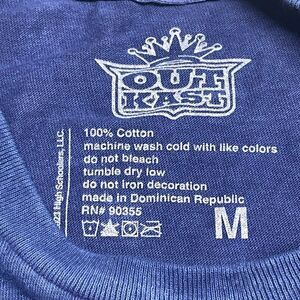 OUT
KAST
100% Cotton
machine wash cold with like colors
do not bleach
tumble dry low
do not iron decoration
made in Dominican Republic
RN# 90355
M
23 High Schoolers, LLC.